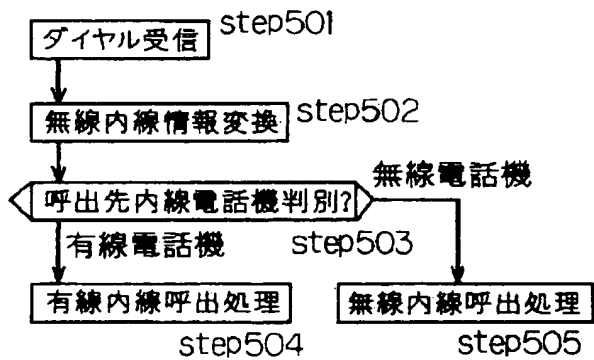 ダイヤル受信 step501
無線内線情報変換 step502
無線電話機
呼出先内線電話機判別?
有線電話機 step503
有線内線呼出処理 無線内線呼出処理
step504 step505